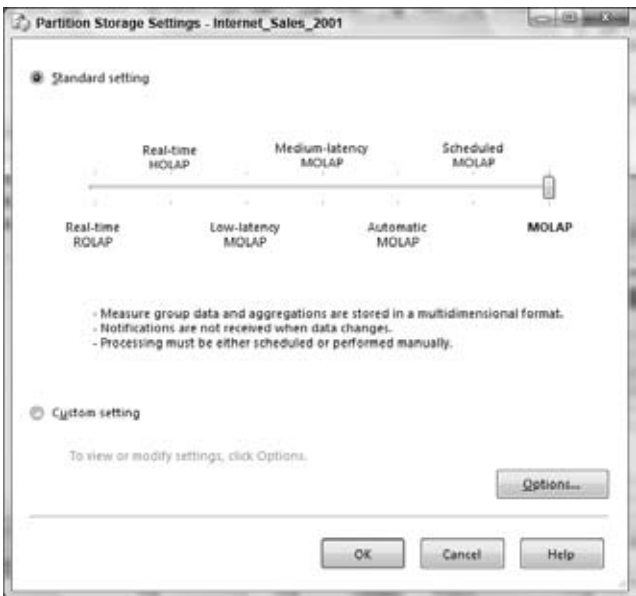 Partition Storage Settings - Internet_Sales_2001
Standard setting
Real-time Medium-latency Scheduled
HOLAP MOLAP MOLAP
Real-time Low-latency Automatic MOLAP
ROLAP MOLAP MOLAP
- Measure group data and aggregations are stored in a multidimensional format.
- Notifications are not received when data changes.
- Processing must be either scheduled or performed manually.
Custom setting
To view or modify settings, click Options.
Options...
OK Cancel Help